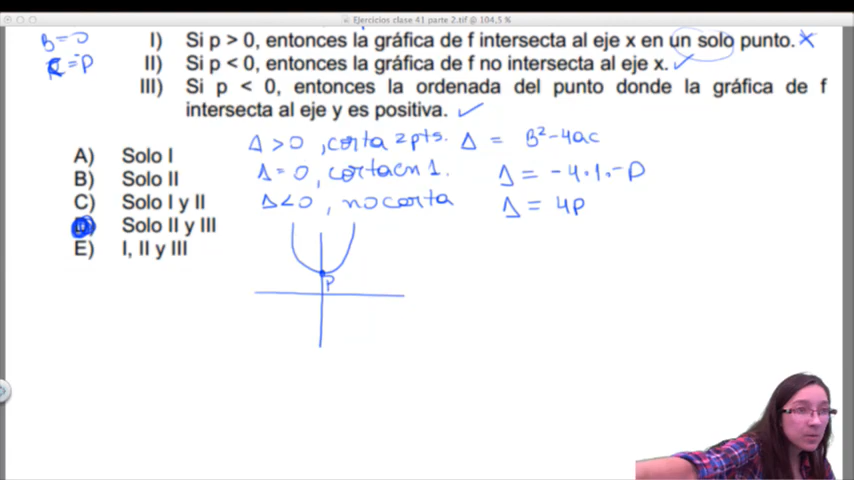 Ejercicios clase 41 parte 2.tif @ 104,5 %
B=0
C=-P
I) Si p > 0, entonces la gráfica de f intersecta al eje x en un solo punto. ×
II) Si p < 0, entonces la gráfica de f no intersecta al eje x. ✓
III) Si p < 0, entonces la ordenada del punto donde la gráfica de f
intersecta al eje y es positiva. ✓
Δ>0, corta 2 pts. Δ = B²-4ac
A) Solo I
Δ=0, corta en 1. Δ = -4·1·-P
B) Solo II
Δ<0, no corta Δ = 4P
C) Solo I y II
D) Solo II y III
E) I, II y III
P